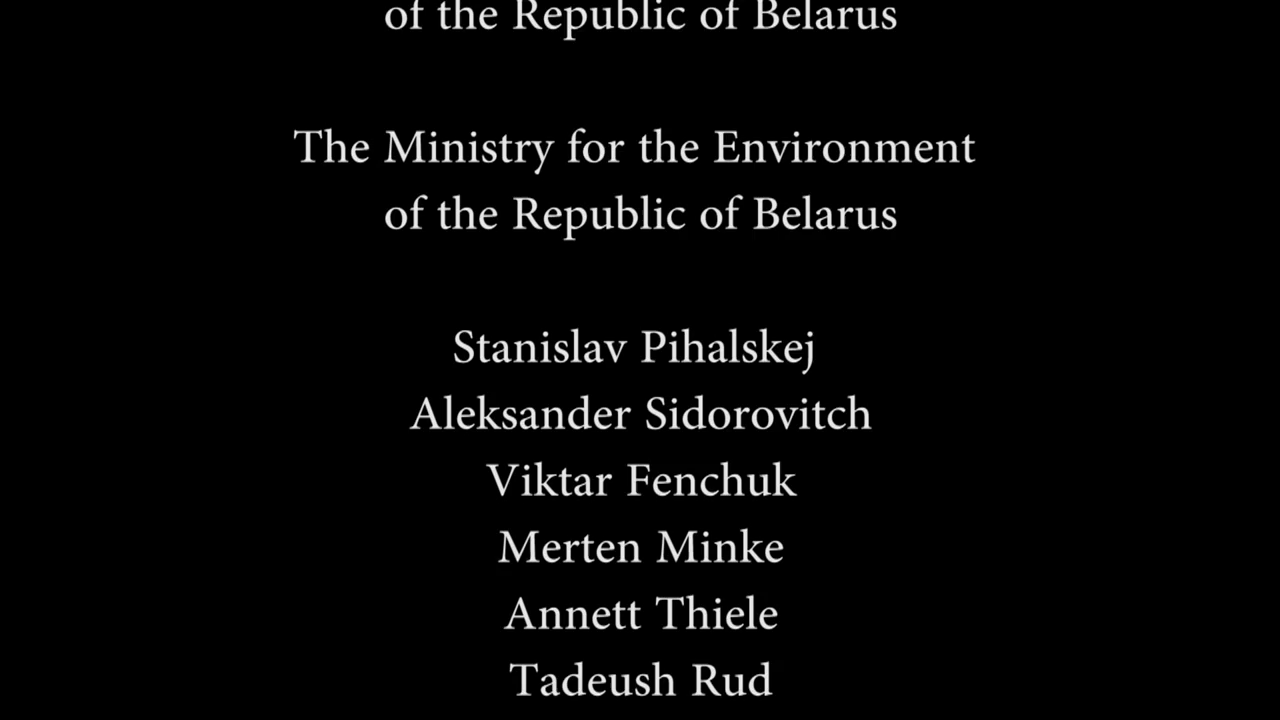 of the Republic of Belarus
The Ministry for the Environment
of the Republic of Belarus
Stanislav Pihalskej
Aleksander Sidorovitch
Viktar Fenchuk
Merten Minke
Annett Thiele
Tadeush Rud